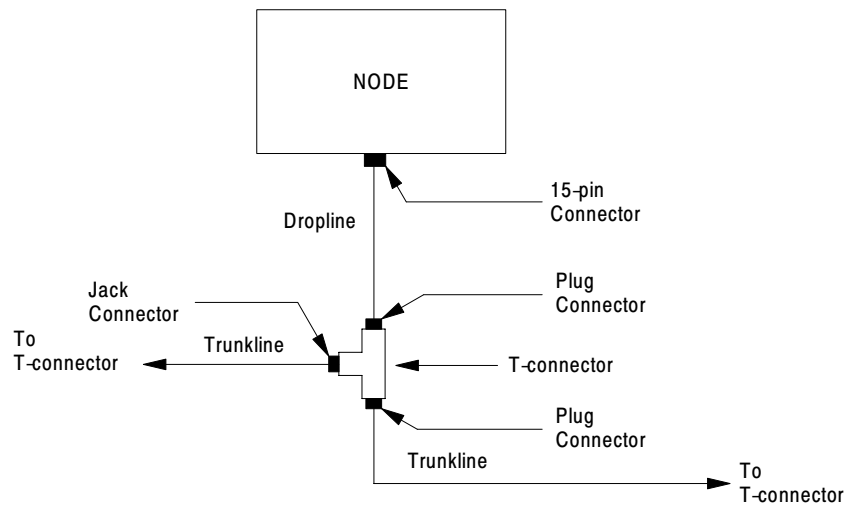 NODE
15-pin
Connector
Dropline
Plug
Connector
Jack
Connector
To
T-connector
Trunkline
T-connector
Plug
Connector
Trunkline
To
T-connector